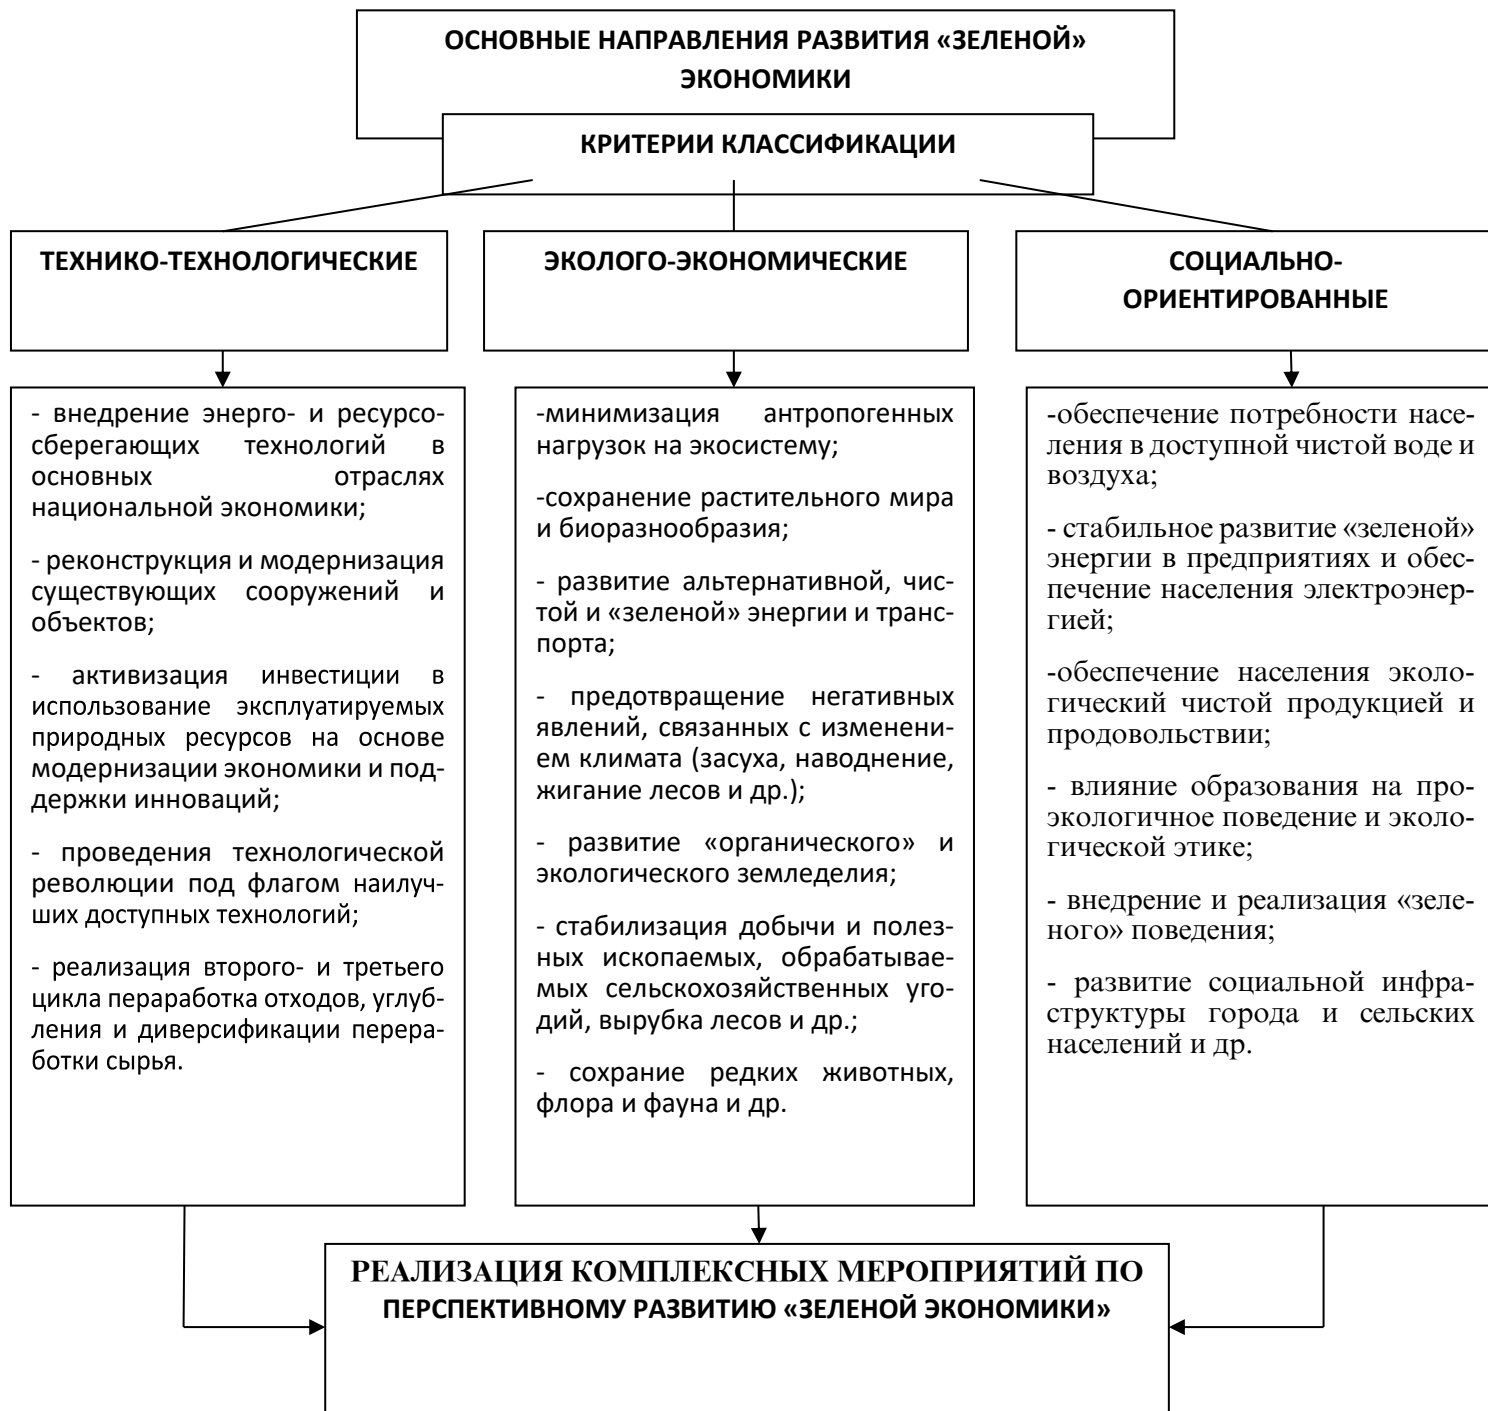 ОСНОВНЫЕ НАПРАВЛЕНИЯ РАЗВИТИЯ «ЗЕЛЕНОЙ»
ЭКОНОМИКИ
КРИТЕРИИ КЛАССИФИКАЦИИ
ТЕХНИКО-ТЕХНОЛОГИЧЕСКИЕ
- внедрение энерго- и ресурсо-
сберегающих технологий в
основных отраслях
национальной экономики;
- реконструкция и модернизация
существующих сооружений и
объектов;
- активизация инвестиции в
использование эксплуатируемых
природных ресурсов на основе
модернизации экономики и под-
держки инноваций;
- проведения технологической
революции под флагом наилуч-
ших доступных технологий;
- реализация второго- и третьего
цикла пераработка отходов, углуб-
ления и диверсификации перера-
ботки сырья.
ЭКОЛОГО-ЭКОНОМИЧЕСКИЕ
-минимизация антропогенных
нагрузок на экосистему;
-сохранение растительного мира
и биоразнообразия;
- развитие альтернативной, чис-
той и «зеленой» энергии и транс-
порта;
- предотвращение негативных
явлений, связанных с изменени-
ем климата (засуха, наводнение,
жигание лесов и др.);
- развитие «органического» и
экологического земледелия;
- стабилизация добычи и полез-
ных ископаемых, обрабатывае-
мых сельскохозяйственных уго-
дий, вырубка лесов и др.;
- сохрание редких животных,
флора и фауна и др.
СОЦИАЛЬНО-
ОРИЕНТИРОВАННЫЕ
-обеспечение потребности насе-
ления в доступной чистой воде и
воздуха;
- стабильное развитие «зеленой»
энергии в предприятиях и обес-
печение населения электроэнер-
гией;
-обеспечение населения эколо-
гический чистой продукцией и
продовольствии;
- влияние образования на про-
экологичное поведение и эколо-
гической этике;
- внедрение и реализация «зеле-
ного» поведения;
- развитие социальной инфра-
структуры города и сельских
населений и др.
РЕАЛИЗАЦИЯ КОМПЛЕКСНЫХ МЕРОПРИЯТИЙ ПО
ПЕРСПЕКТИВНОМУ РАЗВИТИЮ «ЗЕЛЕНОЙ ЭКОНОМИКИ»